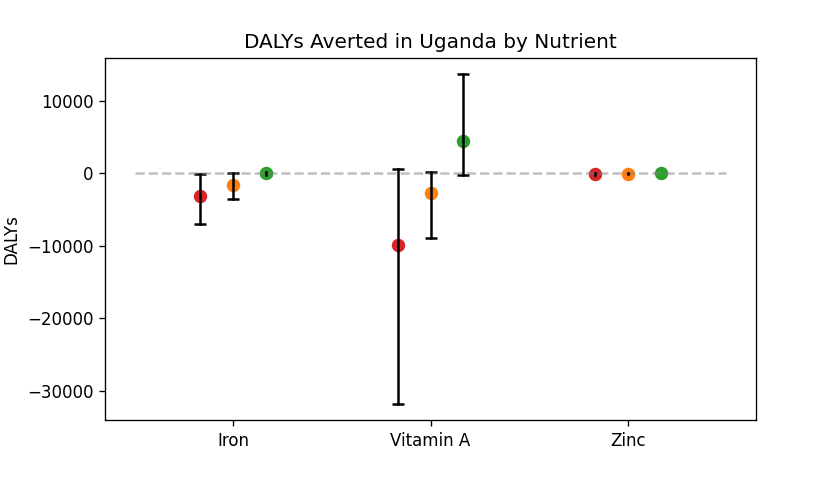 DALYs Averted in Uganda by Nutrient
DALYs
10000
0
−10000
−20000
−30000
Iron
Vitamin A
Zinc